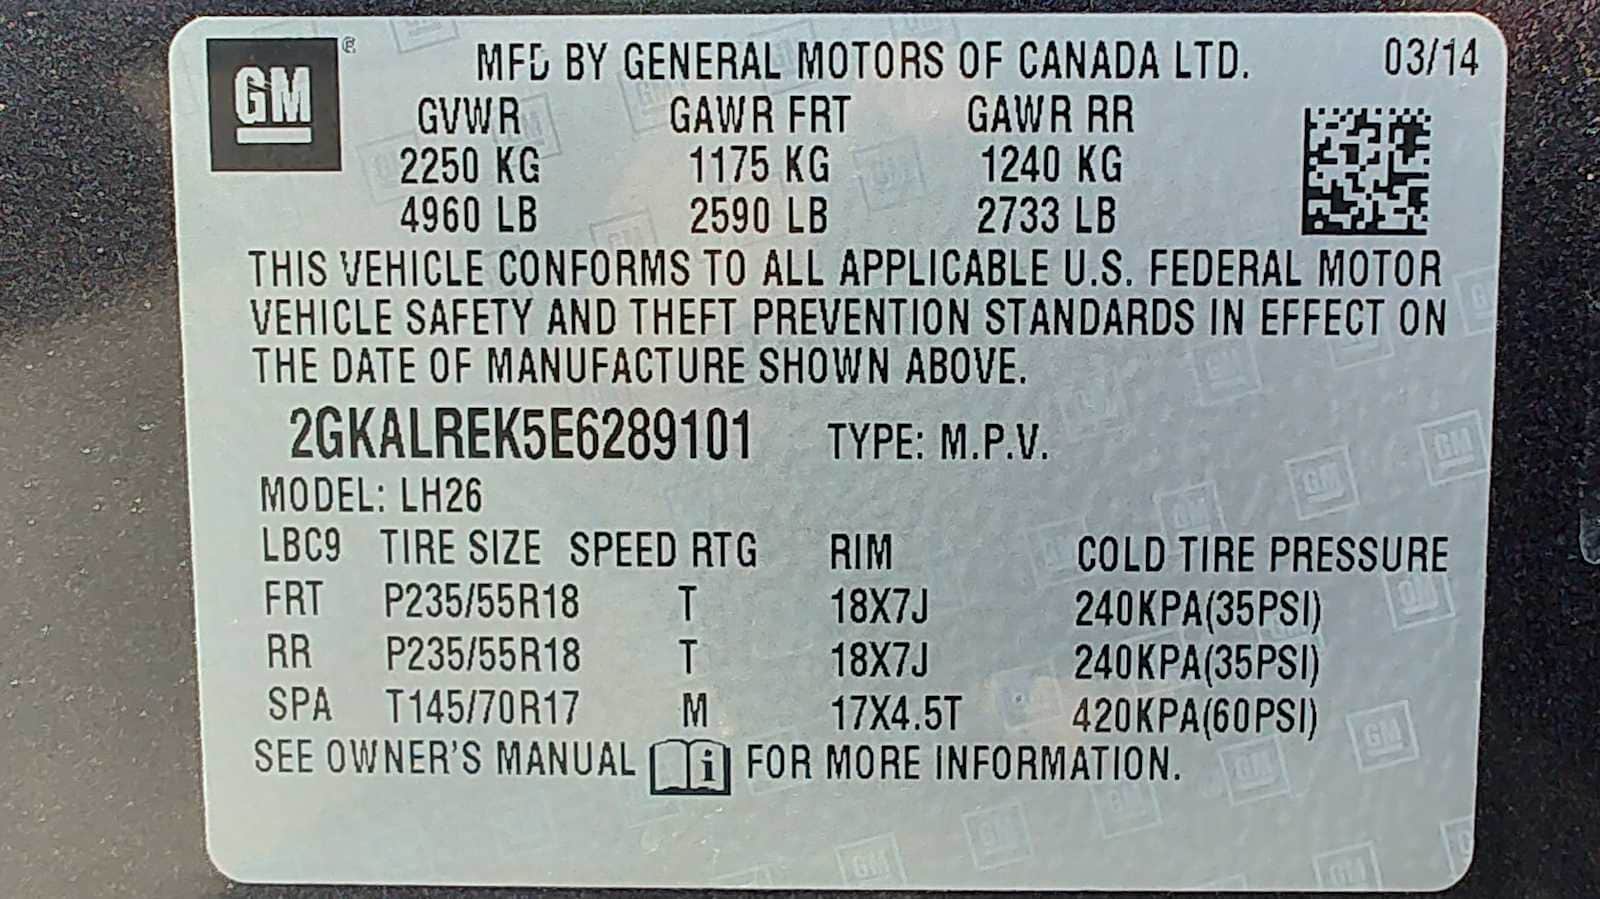 GM ® MFD BY GENERAL MOTORS OF CANADA LTD. 03/14
GVWR GAWR FRT GAWR RR
2250 KG 1175 KG 1240 KG
4960 LB 2590 LB 2733 LB
THIS VEHICLE CONFORMS TO ALL APPLICABLE U.S. FEDERAL MOTOR
VEHICLE SAFETY AND THEFT PREVENTION STANDARDS IN EFFECT ON
THE DATE OF MANUFACTURE SHOWN ABOVE.
2GKALREK5E6289101 TYPE: M.P.V.
MODEL: LH26
LBC9 TIRE SIZE SPEED RTG RIM COLD TIRE PRESSURE
FRT P235/55R18 T 18X7J 240KPA(35PSI)
RR P235/55R18 T 18X7J 240KPA(35PSI)
SPA T145/70R17 M 17X4.5T 420KPA(60PSI)
SEE OWNER'S MANUAL i FOR MORE INFORMATION.